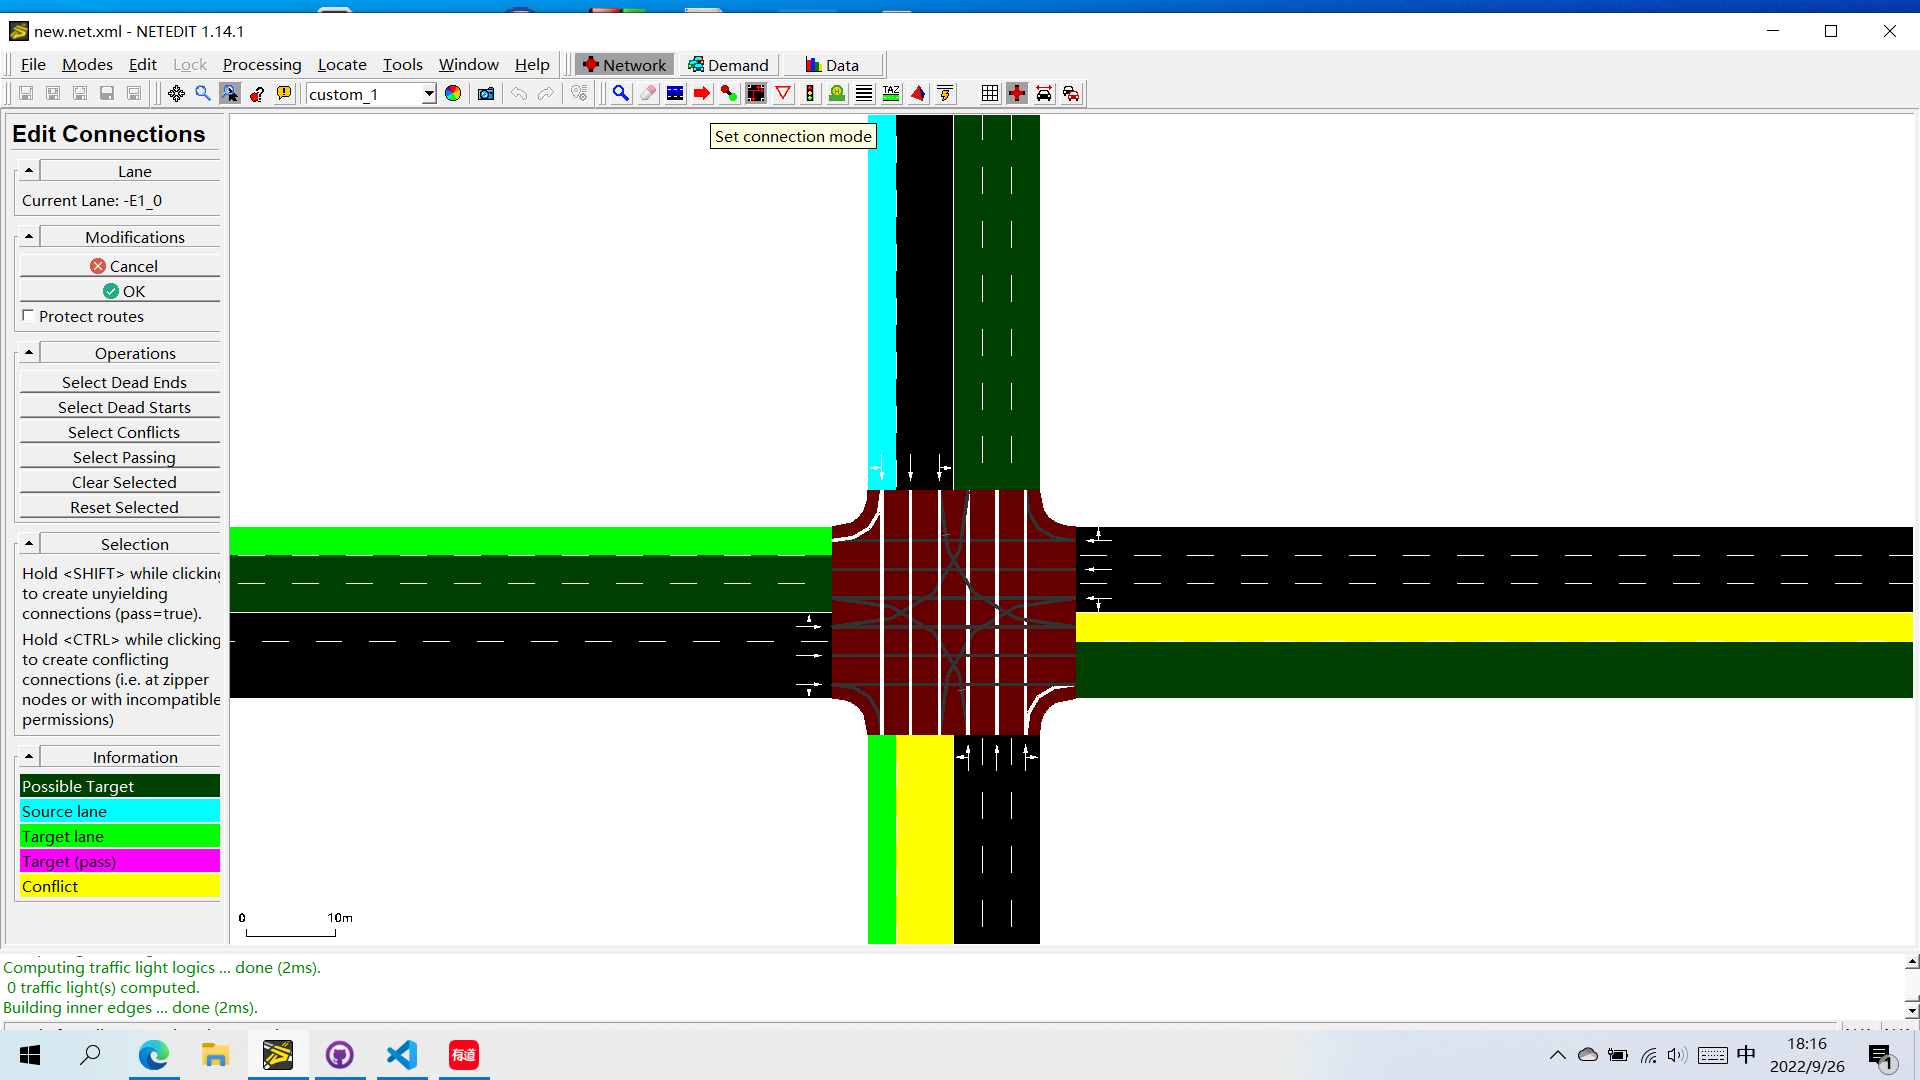 new.net.xml - NETEDIT 1.14.1
File Modes Edit Lock Processing Locate Tools Window Help Network Demand Data
custom_1 TAZ
Set connection mode
Edit Connections
Lane
Current Lane: -E1_0
Modifications
Cancel
OK
Protect routes
Operations
Select Dead Ends
Select Dead Starts
Select Conflicts
Select Passing
Clear Selected
Reset Selected
Selection
Hold <SHIFT> while clicking
to create unyielding
connections (pass=true).
Hold <CTRL> while clicking
to create conflicting
connections (i.e. at zipper
nodes or with incompatible
permissions)
Information
Possible Target
Source lane
Target lane
Target (pass)
Conflict
0 10m
Computing traffic light logics ... done (2ms).
0 traffic light(s) computed.
Building inner edges ... done (2ms).
有道
中
18:16
2022/9/26
1